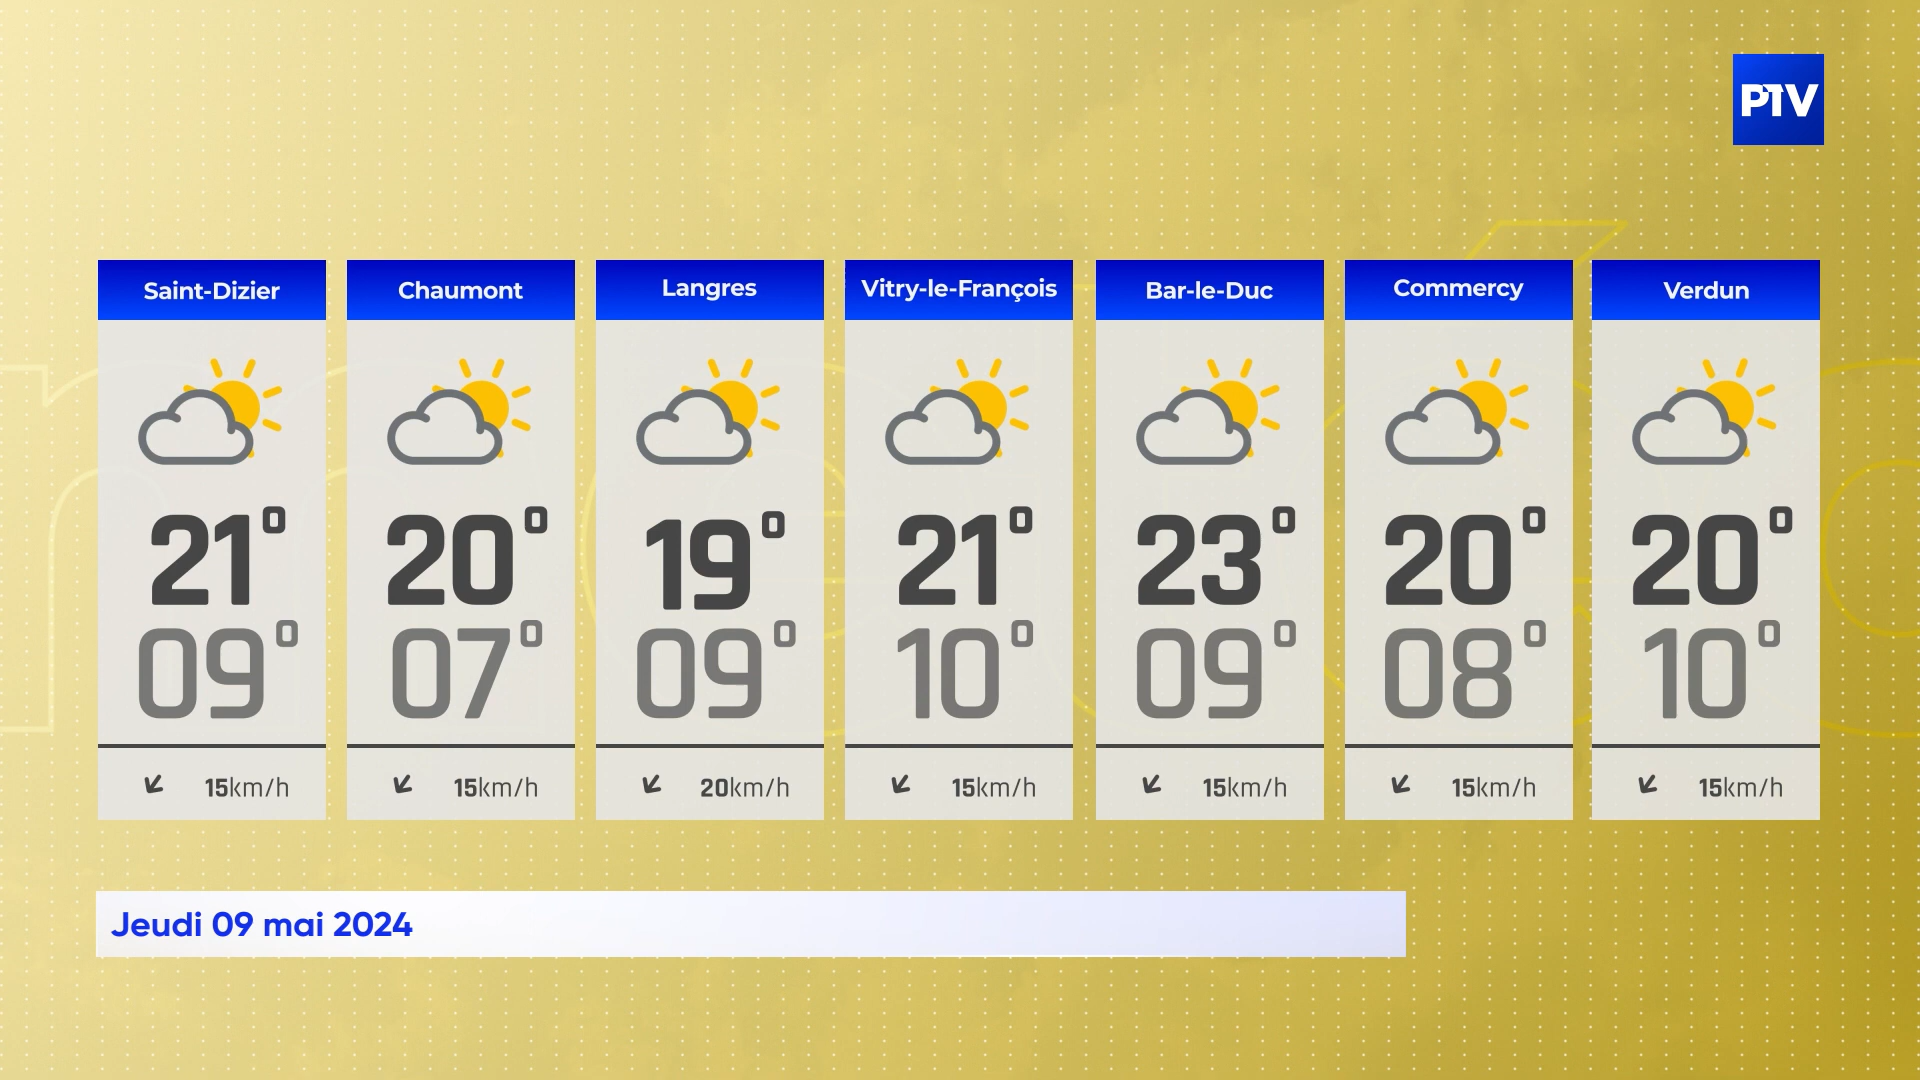 PTV
Saint-Dizier
21°
09°
15km/h
Chaumont
20°
07°
15km/h
Langres
19°
09°
20km/h
Vitry-le-François
21°
10°
15km/h
Bar-le-Duc
23°
09°
15km/h
Commercy
20°
08°
15km/h
Verdun
20°
10°
15km/h
Jeudi 09 mai 2024